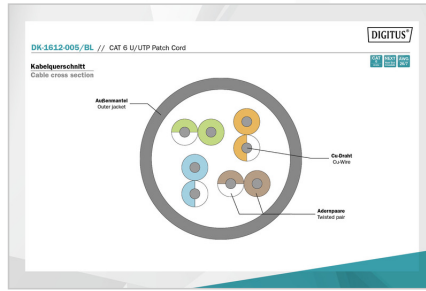 DIGITUS®
DK-1612-005/BL // CAT 6 U/UTP Patch Cord
Kabelquerschnitt
Cable cross section
Außenmantel
Outer jacket
Cu-Draht
Cu-Wire
Adernpaare
Twisted pair